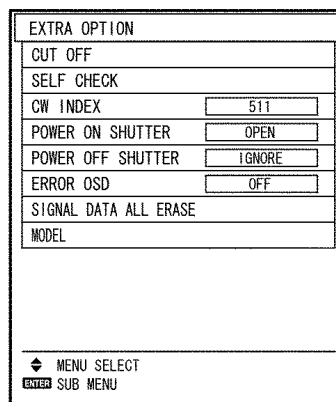 EXTRA OPTION
CUT OFF
SELF CHECK
CW INDEX 511
POWER ON SHUTTER OPEN
POWER OFF SHUTTER IGNORE
ERROR OSD OFF
SIGNAL DATA ALL ERASE
MODEL
MENU SELECT
ENTER SUB MENU